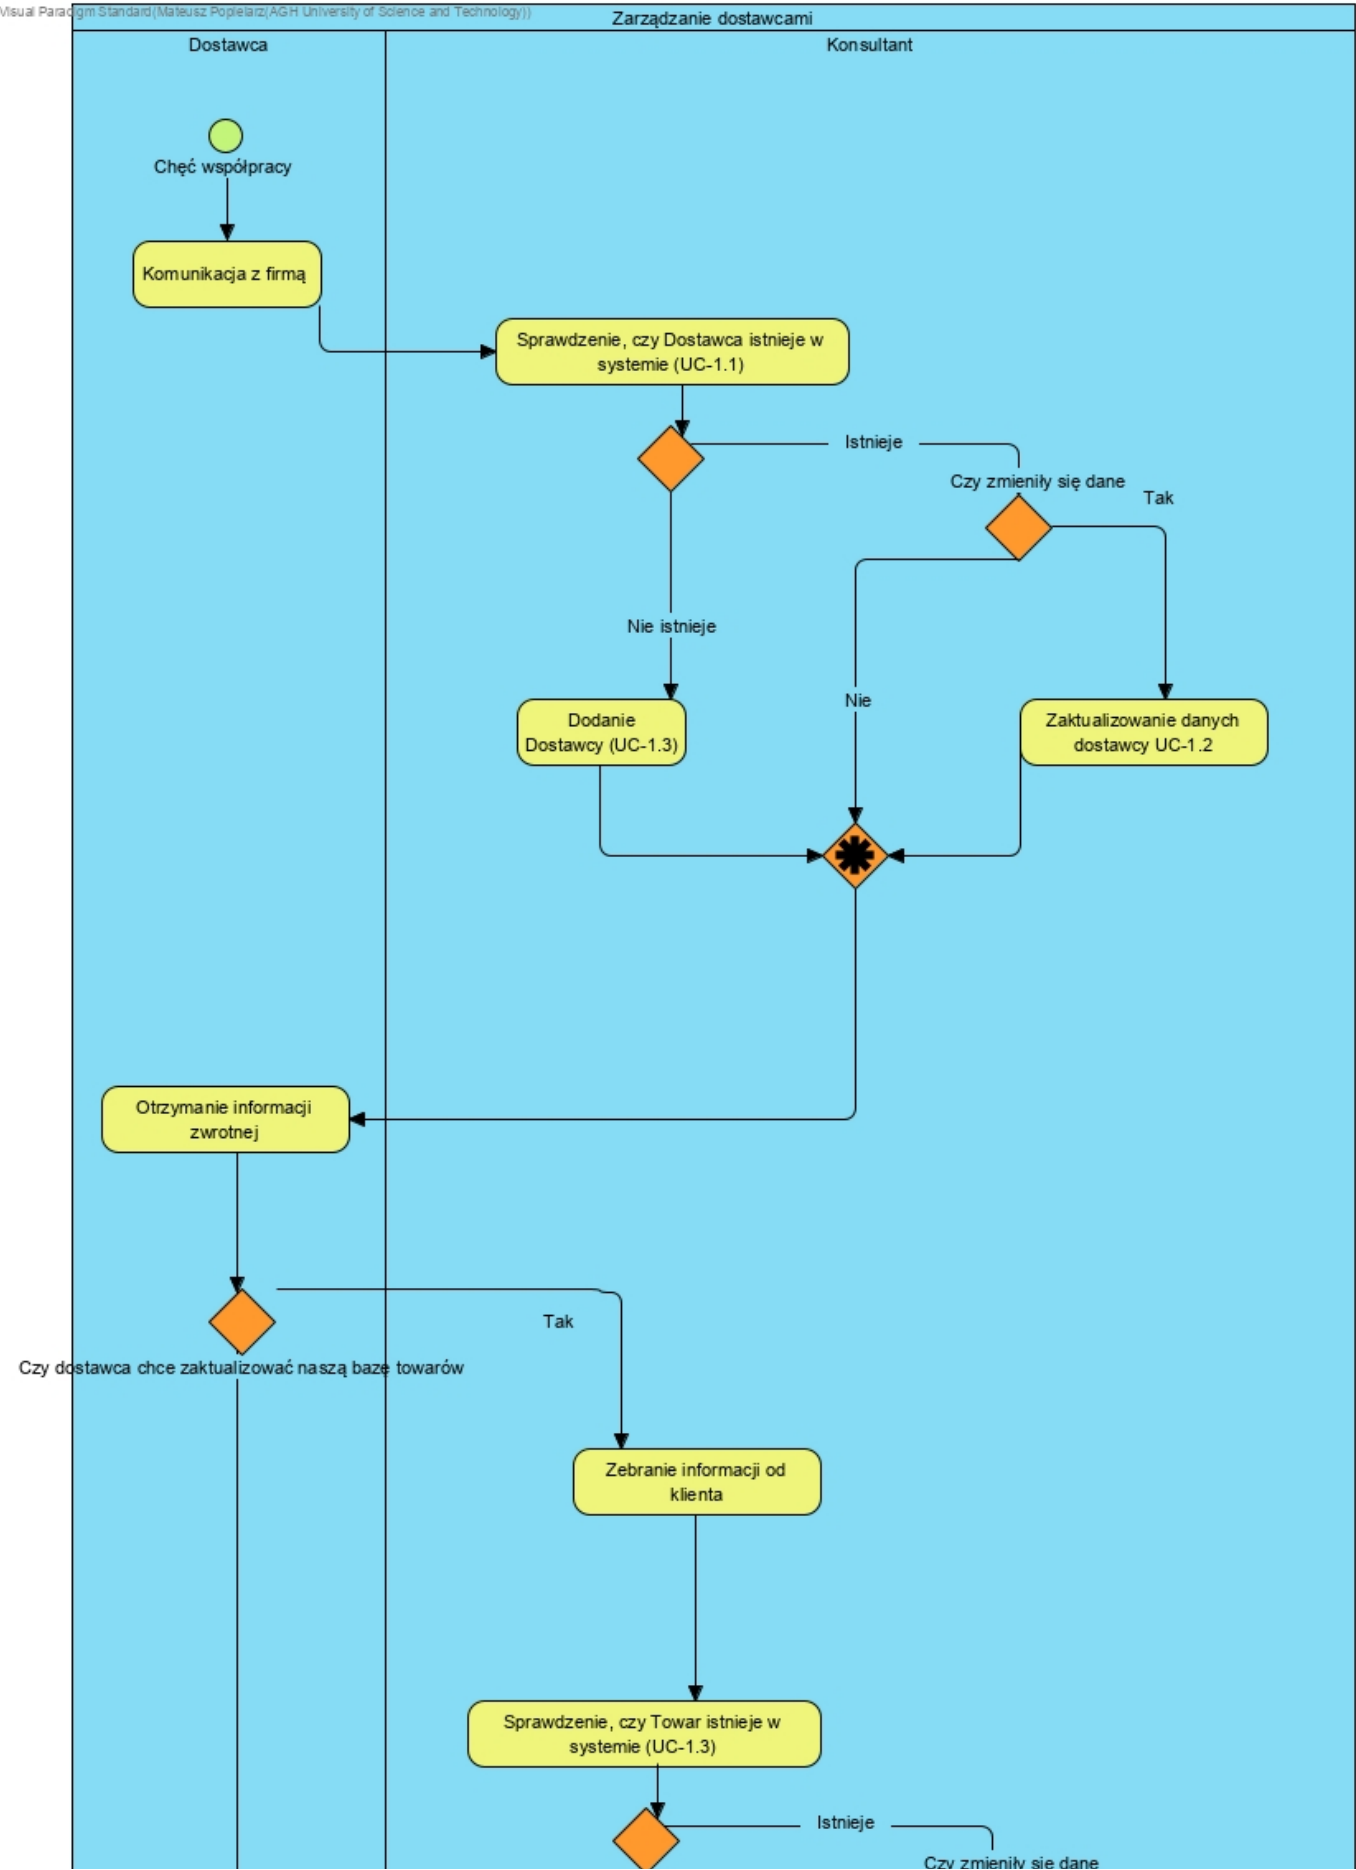 Visual Paradigm Standard(Mateusz Popielarz(AGH University of Science and Technology))
Zarządzanie dostawcami
Dostawca
Konsultant
Chęć współpracy
Komunikacja z firmą
Sprawdzenie, czy Dostawca istnieje w
systemie (UC-1.1)
Istnieje
Czy zmieniły się dane
Tak
Nie istnieje
Nie
Dodanie
Dostawcy (UC-1.3)
Zaktualizowanie danych
dostawcy UC-1.2
Otrzymanie informacji
zwrotnej
Tak
Czy dostawca chce zaktualizować naszą bazę towarów
Zebranie informacji od
klienta
Sprawdzenie, czy Towar istnieje w
systemie (UC-1.3)
Istnieje
Czy zmieniły się dane